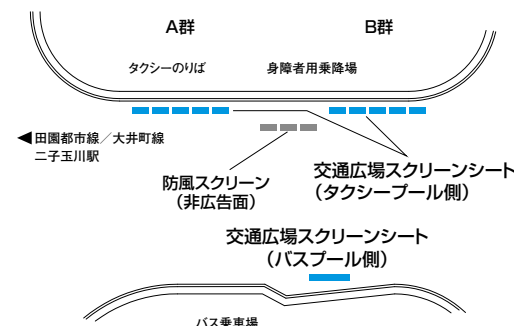 A群
B群
タクシーのりば
身障者用乗降場
◀田園都市線／大井町線
二子玉川駅
防風スクリーン
（非広告面）
交通広場スクリーンシート
（タクシープール側）
交通広場スクリーンシート
（バスプール側）
バス乗車場